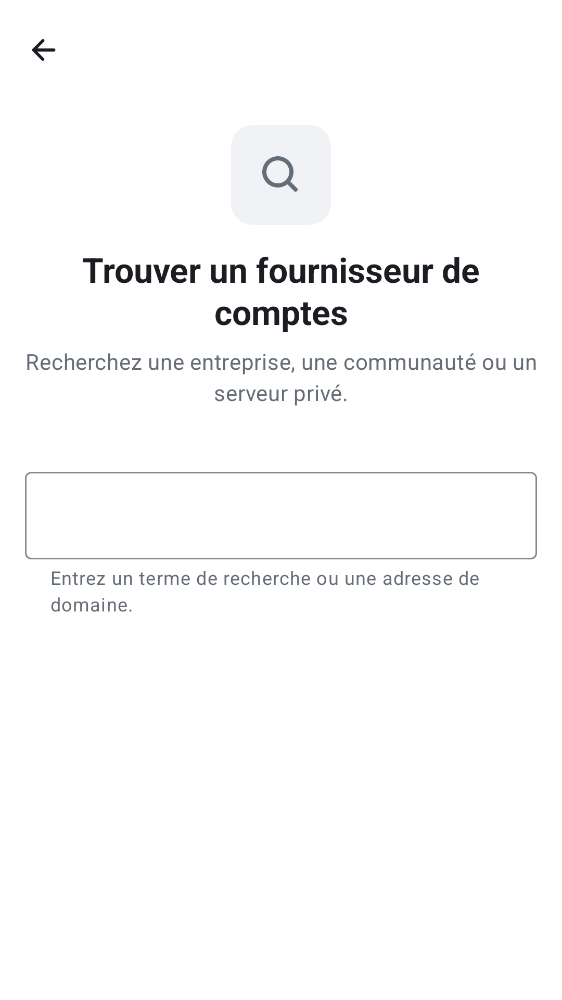 Trouver un fournisseur de
comptes
Recherchez une entreprise, une communauté ou un
serveur privé.
Entrez un terme de recherche ou une adresse de
domaine.